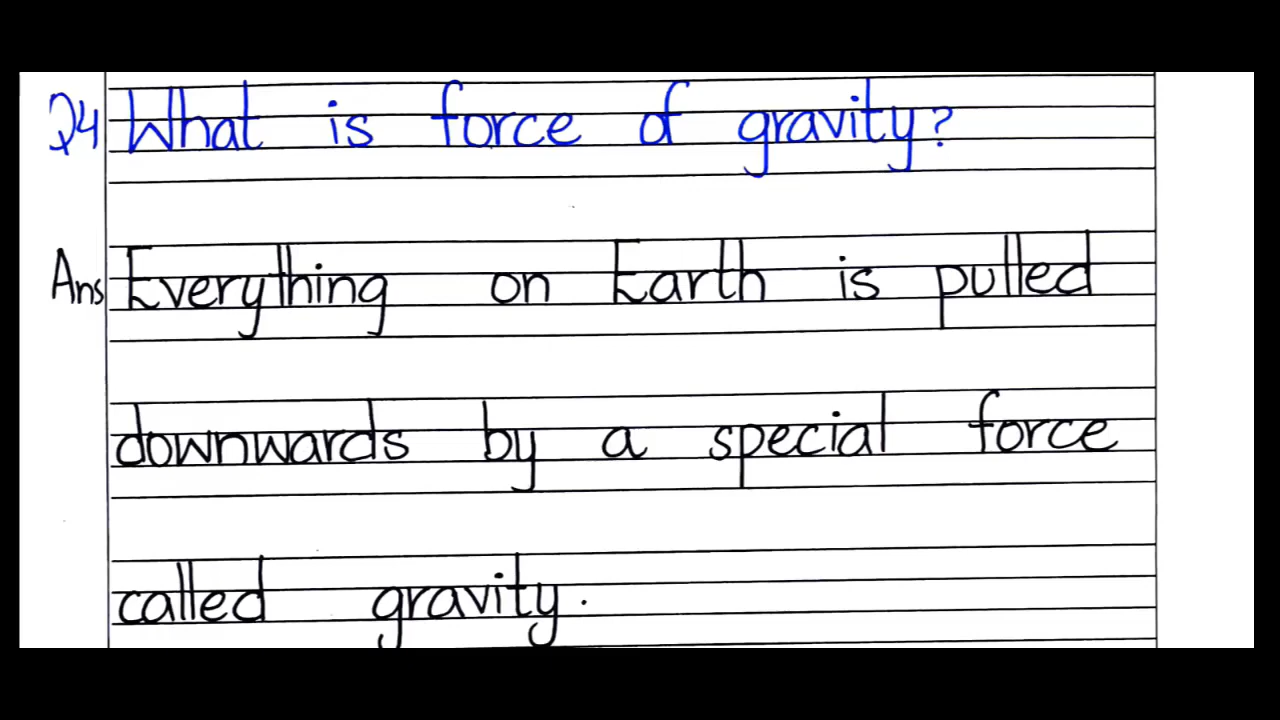 Q4 What is force of gravity?
Ans Everything on Earth is pulled
downwards by a special force
called gravity.